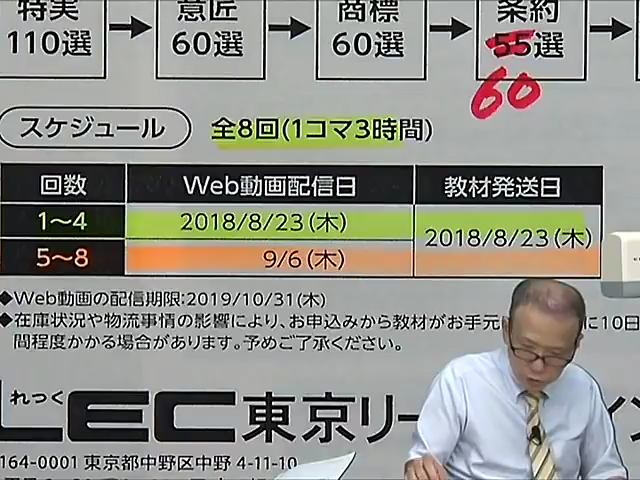 特実 意匠 商標 条約
110選 60選 60選 55選
60
スケジュール 全8回(1コマ3時間)
回数 Web動画配信日 教材発送日
1〜4 2018/8/23(木) 2018/8/23(木)
5〜8 9/6(木)
◆Web動画の配信期限:2019/10/31(木)
◆在庫状況や物流事情の影響により、お申込みから教材がお手元に10日
間程度かかる場合があります。予めご了承ください。
れっく
LEC東京リー
164-0001 東京都中野区中野 4-11-10